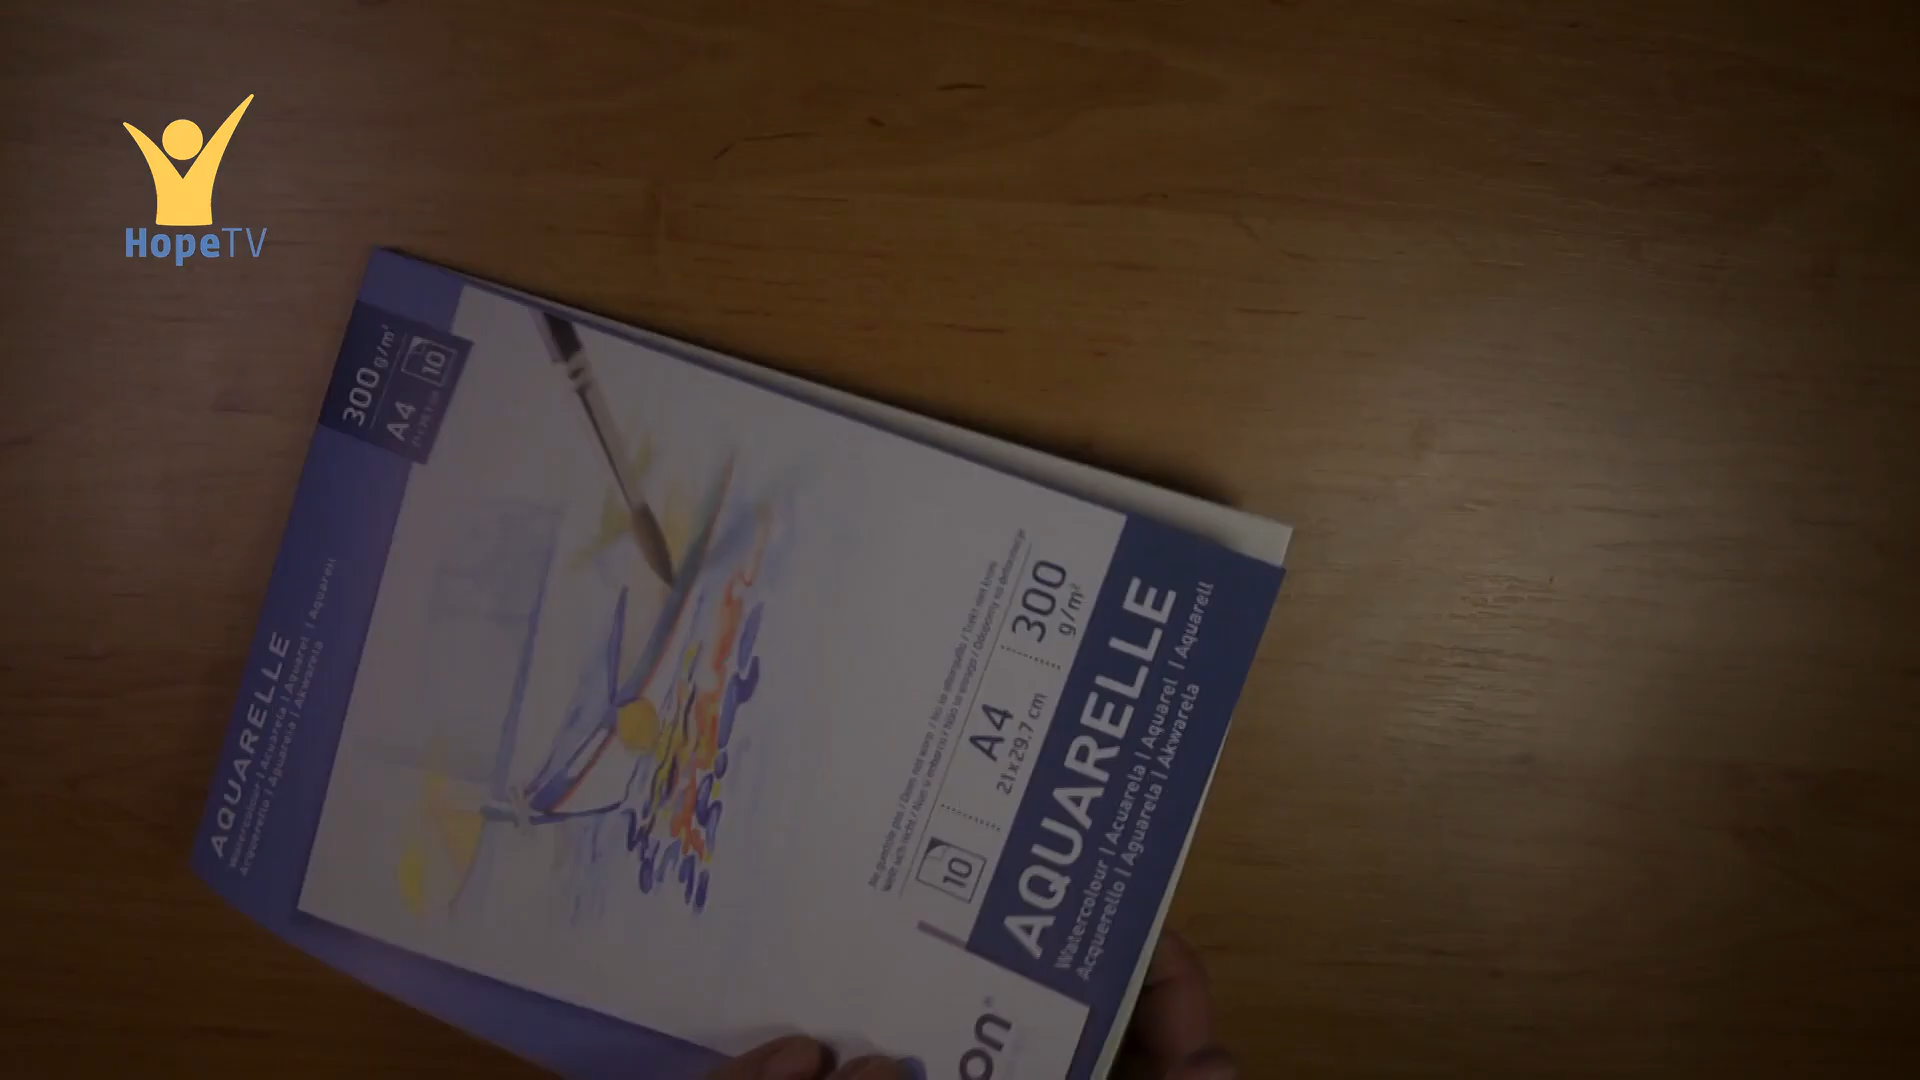 HopeTV
300 g/m²
A4
10
AQUARELLE
Watercolour | Acuarela | Aquarel | Aquarell
Acquerello | Aguarela | Akwarela
10
A4
21x29.7 cm
300
g/m²
AQUARELLE
Watercolour | Acuarela | Aquarel | Aquarell
Acquerello | Aguarela | Akwarela
on®